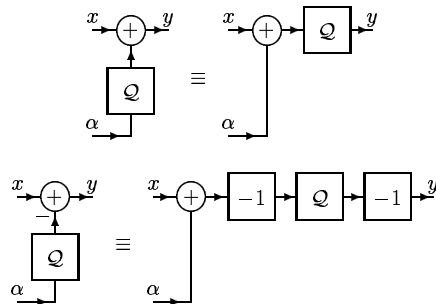 x + y x + Q y
Q ≡
α α
x + y x + −1 Q −1 y
− Q ≡
α α